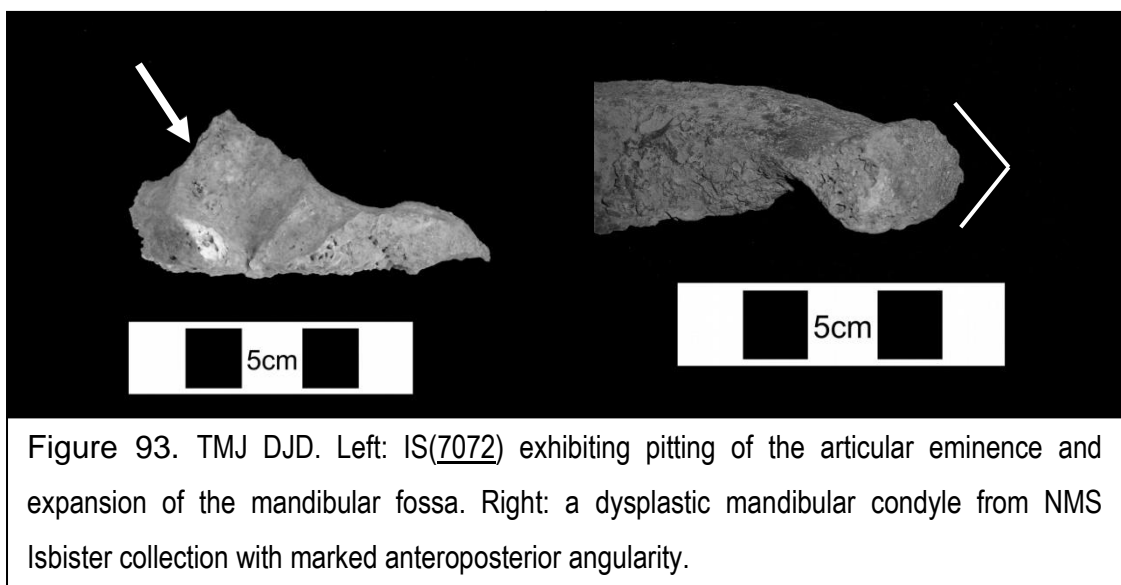 5cm
5cm
Figure 93. TMJ DJD. Left: IS(7072) exhibiting pitting of the articular eminence and
expansion of the mandibular fossa. Right: a dysplastic mandibular condyle from NMS
Isbister collection with marked anteroposterior angularity.